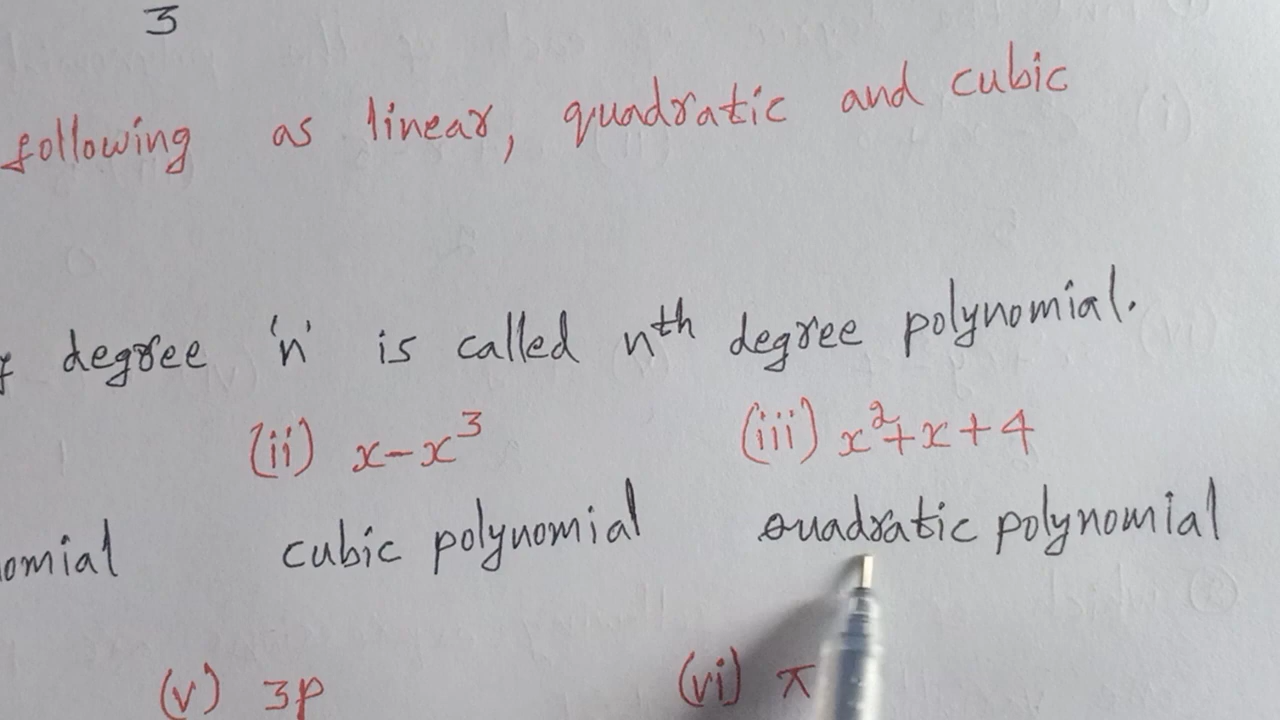 3
following as linear, quadratic and cubic
degree 'n' is called nth degree polynomial.
(ii) x-x³ (iii) x²+x+4
omial cubic polynomial quadratic polynomial
(v) 3p (vi) π